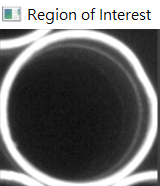 Region of Interest